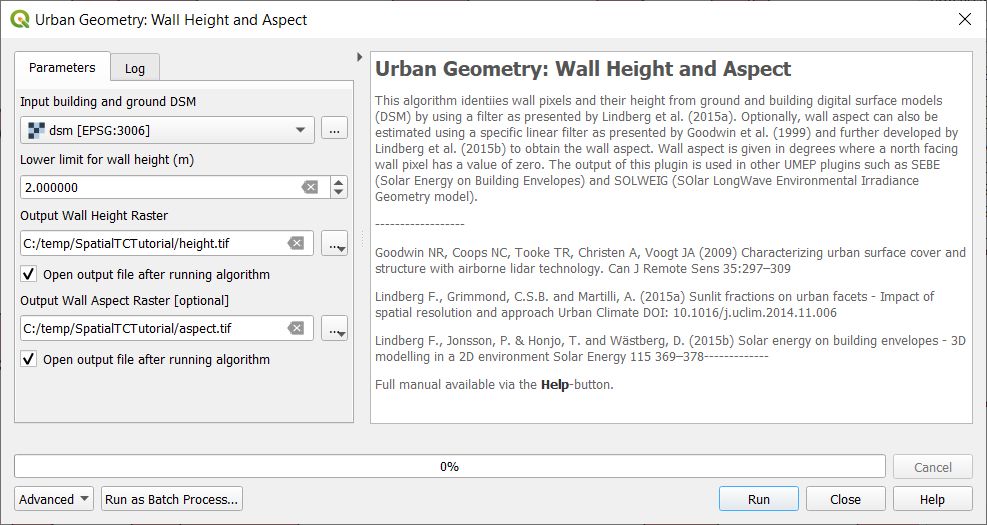 Urban Geometry: Wall Height and Aspect
Parameters
Log
Input building and ground DSM
dsm [EPSG:3006]
...
Lower limit for wall height (m)
2.000000
Output Wall Height Raster
C:/temp/SpatialTCTutorial/height.tif
...
Open output file after running algorithm
Output Wall Aspect Raster [optional]
C:/temp/SpatialTCTutorial/aspect.tif
...
Open output file after running algorithm
Urban Geometry: Wall Height and Aspect
This algorithm identiies wall pixels and their height from ground and building digital surface models
(DSM) by using a filter as presented by Lindberg et al. (2015a). Optionally, wall aspect can also be
estimated using a specific linear filter as presented by Goodwin et al. (1999) and further developed by
Lindberg et al. (2015b) to obtain the wall aspect. Wall aspect is given in degrees where a north facing
wall pixel has a value of zero. The output of this plugin is used in other UMEP plugins such as SEBE
(Solar Energy on Building Envelopes) and SOLWEIG (SOlar LongWave Environmental Irradiance
Geometry model).
------------------
Goodwin NR, Coops NC, Tooke TR, Christen A, Voogt JA (2009) Characterizing urban surface cover and
structure with airborne lidar technology. Can J Remote Sens 35:297–309
Lindberg F., Grimmond, C.S.B. and Martilli, A. (2015a) Sunlit fractions on urban facets - Impact of
spatial resolution and approach Urban Climate DOI: 10.1016/j.uclim.2014.11.006
Lindberg F., Jonsson, P. & Honjo, T. and Wästberg, D. (2015b) Solar energy on building envelopes - 3D
modelling in a 2D environment Solar Energy 115 369–378-------------
Full manual available via the Help-button.
0%
Cancel
Advanced
Run as Batch Process...
Run
Close
Help